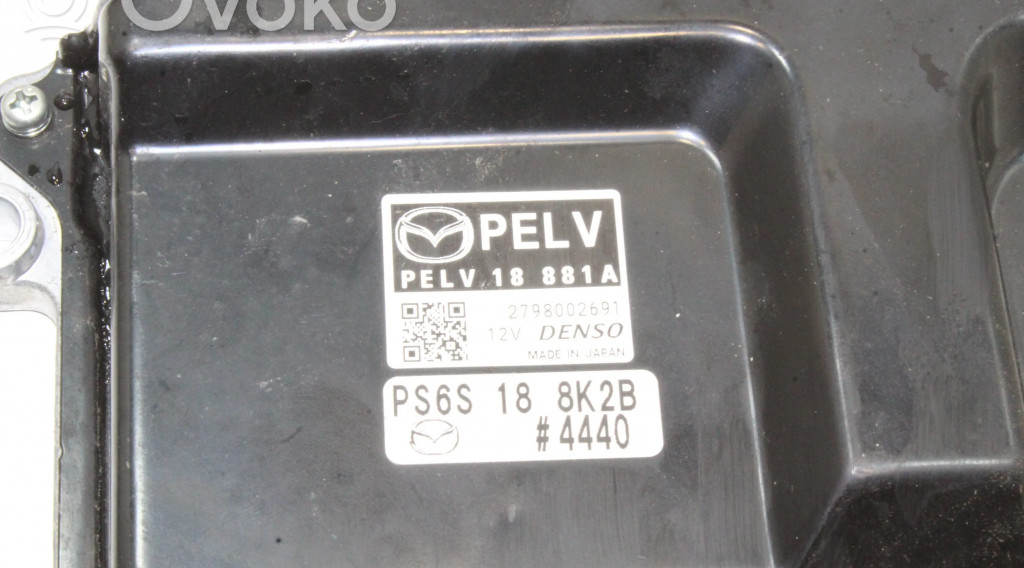 Ovoko
PELV
PELV 18 881A
2798002691
12V DENSO
MADE IN JAPAN
PS6S 18 8K2B
#4440